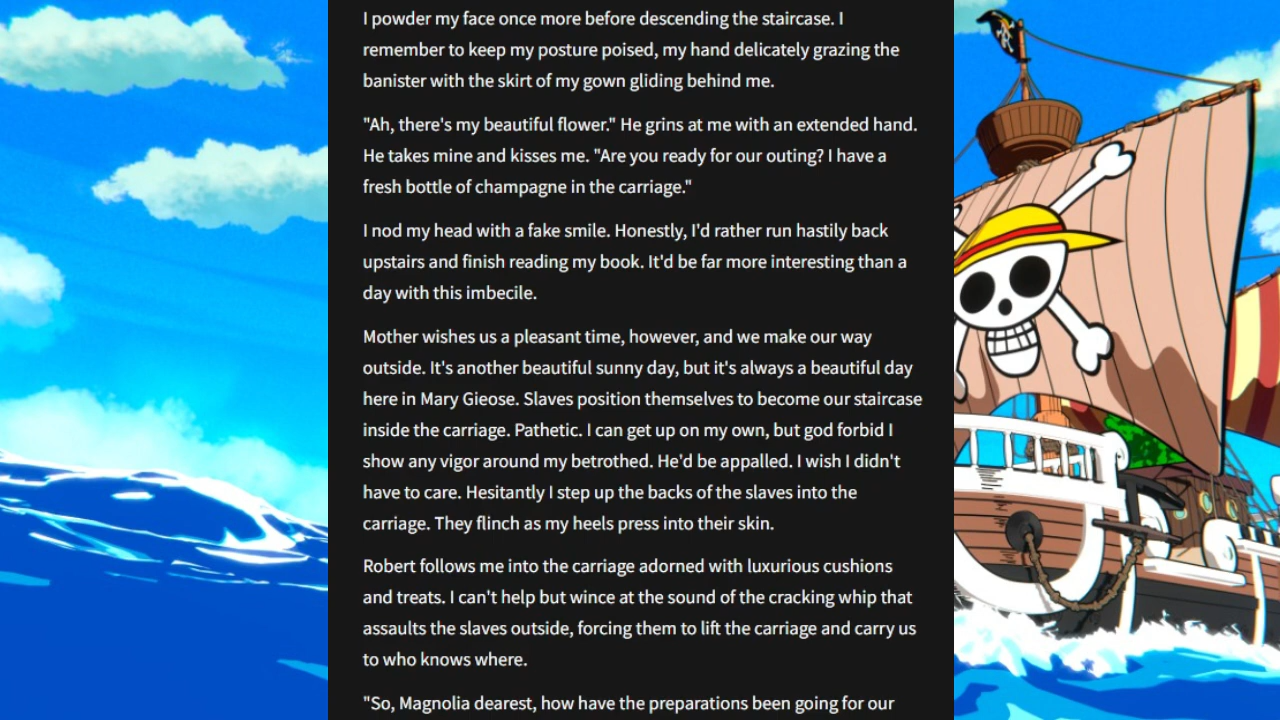 I powder my face once more before descending the staircase. I
remember to keep my posture poised, my hand delicately grazing the
banister with the skirt of my gown gliding behind me.
"Ah, there's my beautiful flower." He grins at me with an extended hand.
He takes mine and kisses me. "Are you ready for our outing? I have a
fresh bottle of champagne in the carriage."
I nod my head with a fake smile. Honestly, I'd rather run hastily back
upstairs and finish reading my book. It'd be far more interesting than a
day with this imbecile.
Mother wishes us a pleasant time, however, and we make our way
outside. It's another beautiful sunny day, but it's always a beautiful day
here in Mary Gieose. Slaves position themselves to become our staircase
inside the carriage. Pathetic. I can get up on my own, but god forbid I
show any vigor around my betrothed. He'd be appalled. I wish I didn't
have to care. Hesitantly I step up the backs of the slaves into the
carriage. They flinch as my heels press into their skin.
Robert follows me into the carriage adorned with luxurious cushions
and treats. I can't help but wince at the sound of the cracking whip that
assaults the slaves outside, forcing them to lift the carriage and carry us
to who knows where.
"So, Magnolia dearest, how have the preparations been going for our